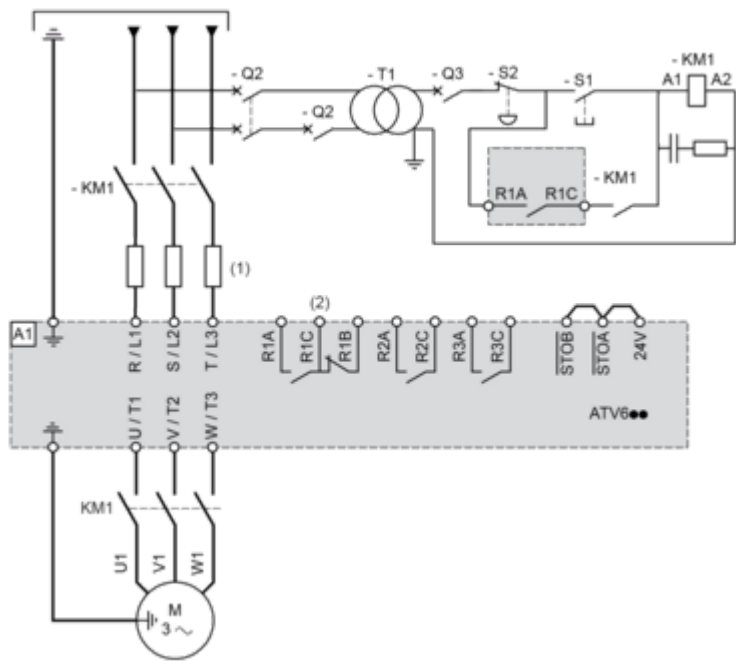 - Q2
- T1
- Q3
- S2
- S1
- KM1
A1
A2
- Q2
- KM1
R1A
R1C
- KM1
(1)
(2)
A1
R / L1
S / L2
T / L3
R1A
R1C
R1B
R2A
R2C
R3A
R3C
STOB
STOA
24V
U / T1
V / T2
W / T3
ATV6●●
KM1
U1
V1
W1
M
3 ~